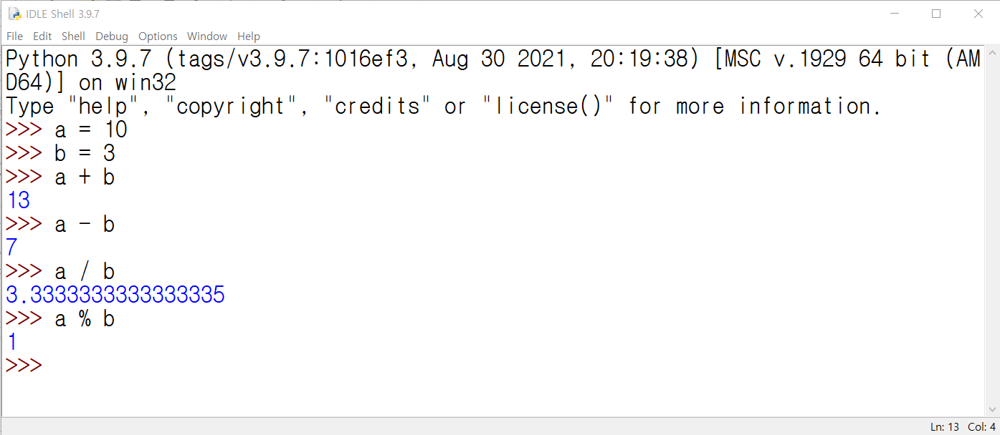 IDLE Shell 3.9.7
File Edit Shell Debug Options Window Help
Python 3.9.7 (tags/v3.9.7:1016ef3, Aug 30 2021, 20:19:38) [MSC v.1929 64 bit (AM
D64)] on win32
Type "help", "copyright", "credits" or "license()" for more information.
>>> a = 10
>>> b = 3
>>> a + b
13
>>> a - b
7
>>> a / b
3.3333333333333335
>>> a % b
1
>>>
Ln: 13 Col: 4